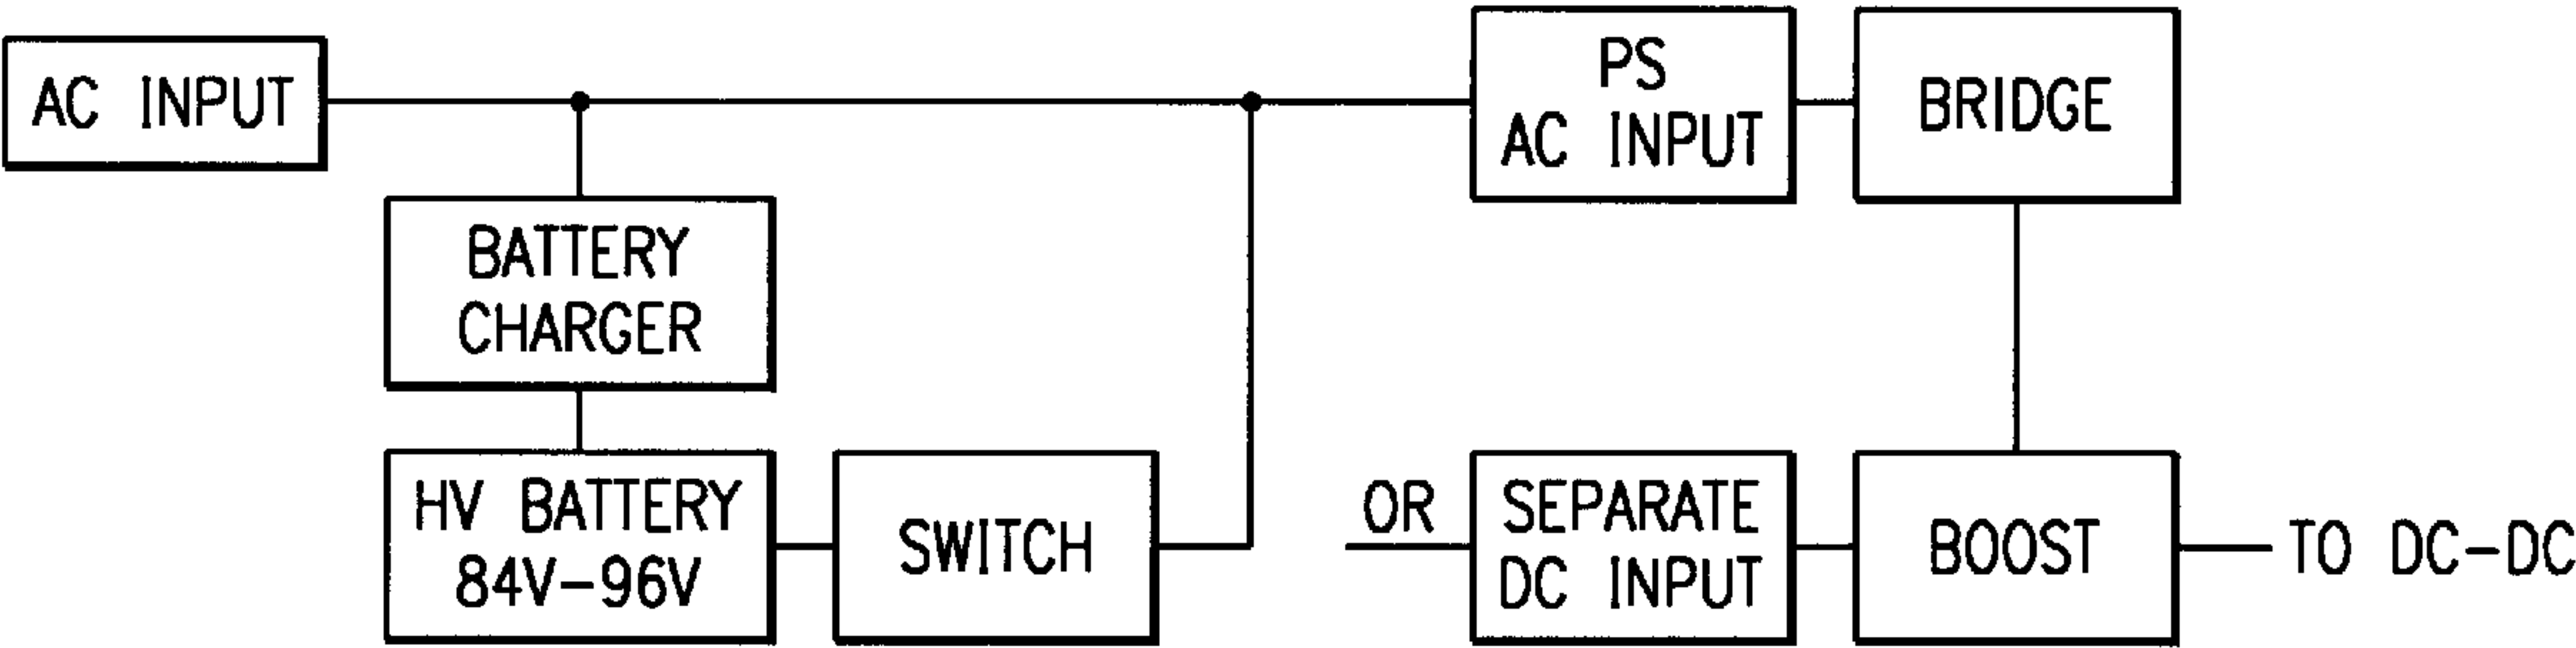 AC INPUT
PS
AC INPUT
BRIDGE
BATTERY
CHARGER
HV BATTERY
84V-96V
SWITCH
OR
SEPARATE
DC INPUT
BOOST
TO DC-DC